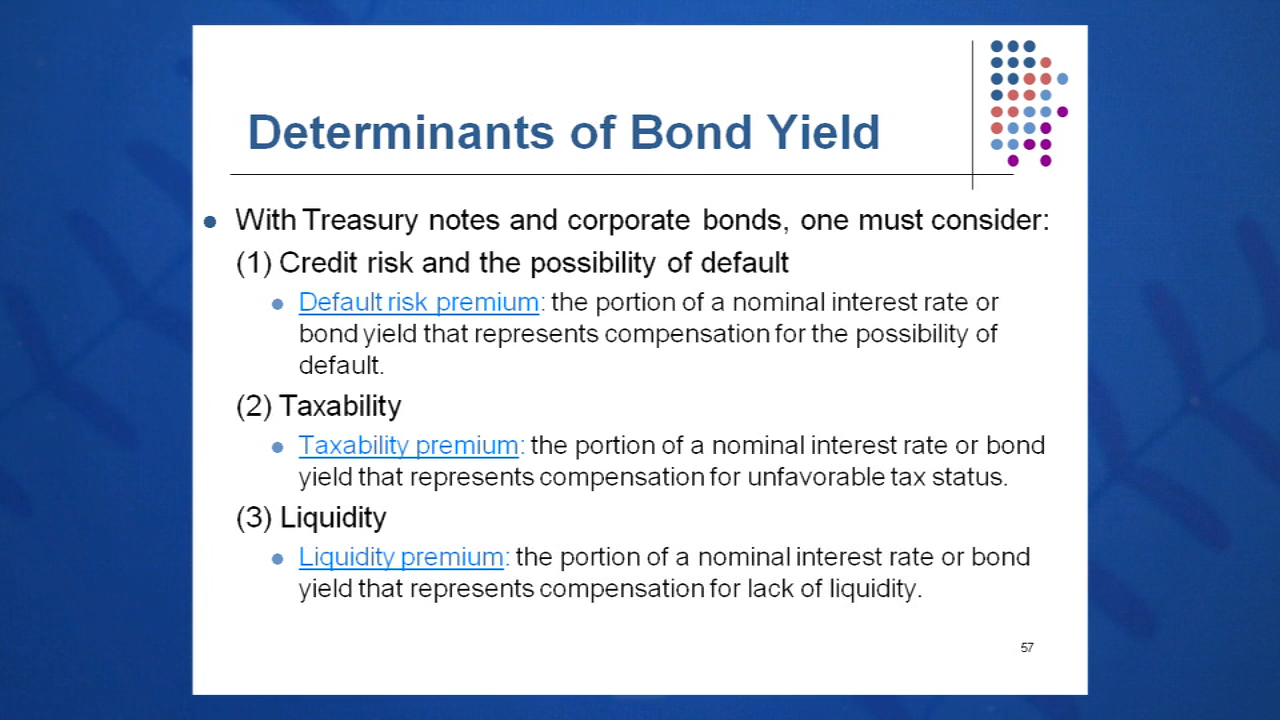 Determinants of Bond Yield
With Treasury notes and corporate bonds, one must consider:
(1) Credit risk and the possibility of default
Default risk premium: the portion of a nominal interest rate or
bond yield that represents compensation for the possibility of
default.
(2) Taxability
Taxability premium: the portion of a nominal interest rate or bond
yield that represents compensation for unfavorable tax status.
(3) Liquidity
Liquidity premium: the portion of a nominal interest rate or bond
yield that represents compensation for lack of liquidity.
57